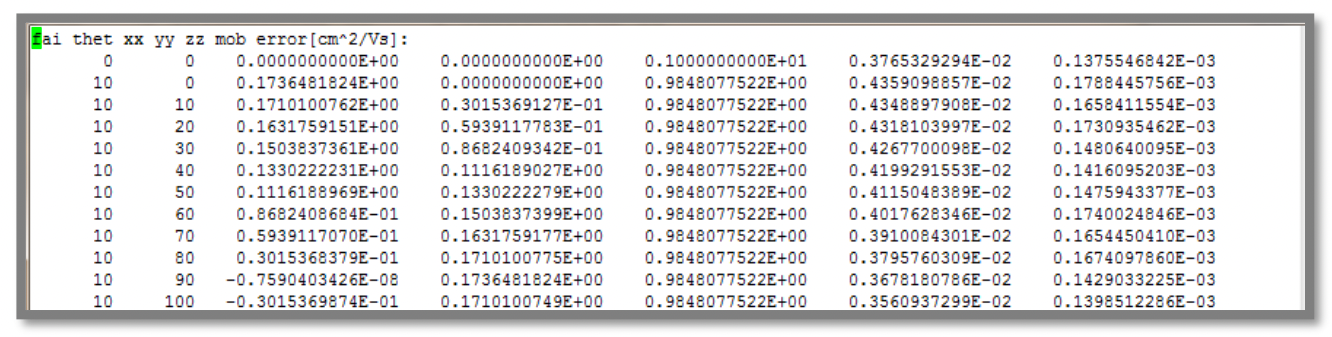 fai thet xx yy zz mob error[cm^2/Vs]:
0 0 0.0000000000E+00 0.0000000000E+00 0.1000000000E+01 0.3765329294E-02 0.1375546842E-03
10 0 0.1736481824E+00 0.0000000000E+00 0.9848077522E+00 0.4359098857E-02 0.1788445756E-03
10 10 0.1710100762E+00 0.3015369127E-01 0.9848077522E+00 0.4348897908E-02 0.1658411554E-03
10 20 0.1631759151E+00 0.5939117783E-01 0.9848077522E+00 0.4318103997E-02 0.1730935462E-03
10 30 0.1503837361E+00 0.8682409342E-01 0.9848077522E+00 0.4267700098E-02 0.1480640095E-03
10 40 0.1330222231E+00 0.1116189027E+00 0.9848077522E+00 0.4199291553E-02 0.1416095203E-03
10 50 0.1116188969E+00 0.1330222279E+00 0.9848077522E+00 0.4115048389E-02 0.1475943377E-03
10 60 0.8682408684E-01 0.1503837399E+00 0.9848077522E+00 0.4017628346E-02 0.1740024846E-03
10 70 0.5939117070E-01 0.1631759177E+00 0.9848077522E+00 0.3910084301E-02 0.1654450410E-03
10 80 0.3015368379E-01 0.1710100775E+00 0.9848077522E+00 0.3795760309E-02 0.1674097860E-03
10 90 -0.7590403426E-08 0.1736481824E+00 0.9848077522E+00 0.3678180786E-02 0.1429033225E-03
10 100 -0.3015369874E-01 0.1710100749E+00 0.9848077522E+00 0.3560937299E-02 0.1398512286E-03